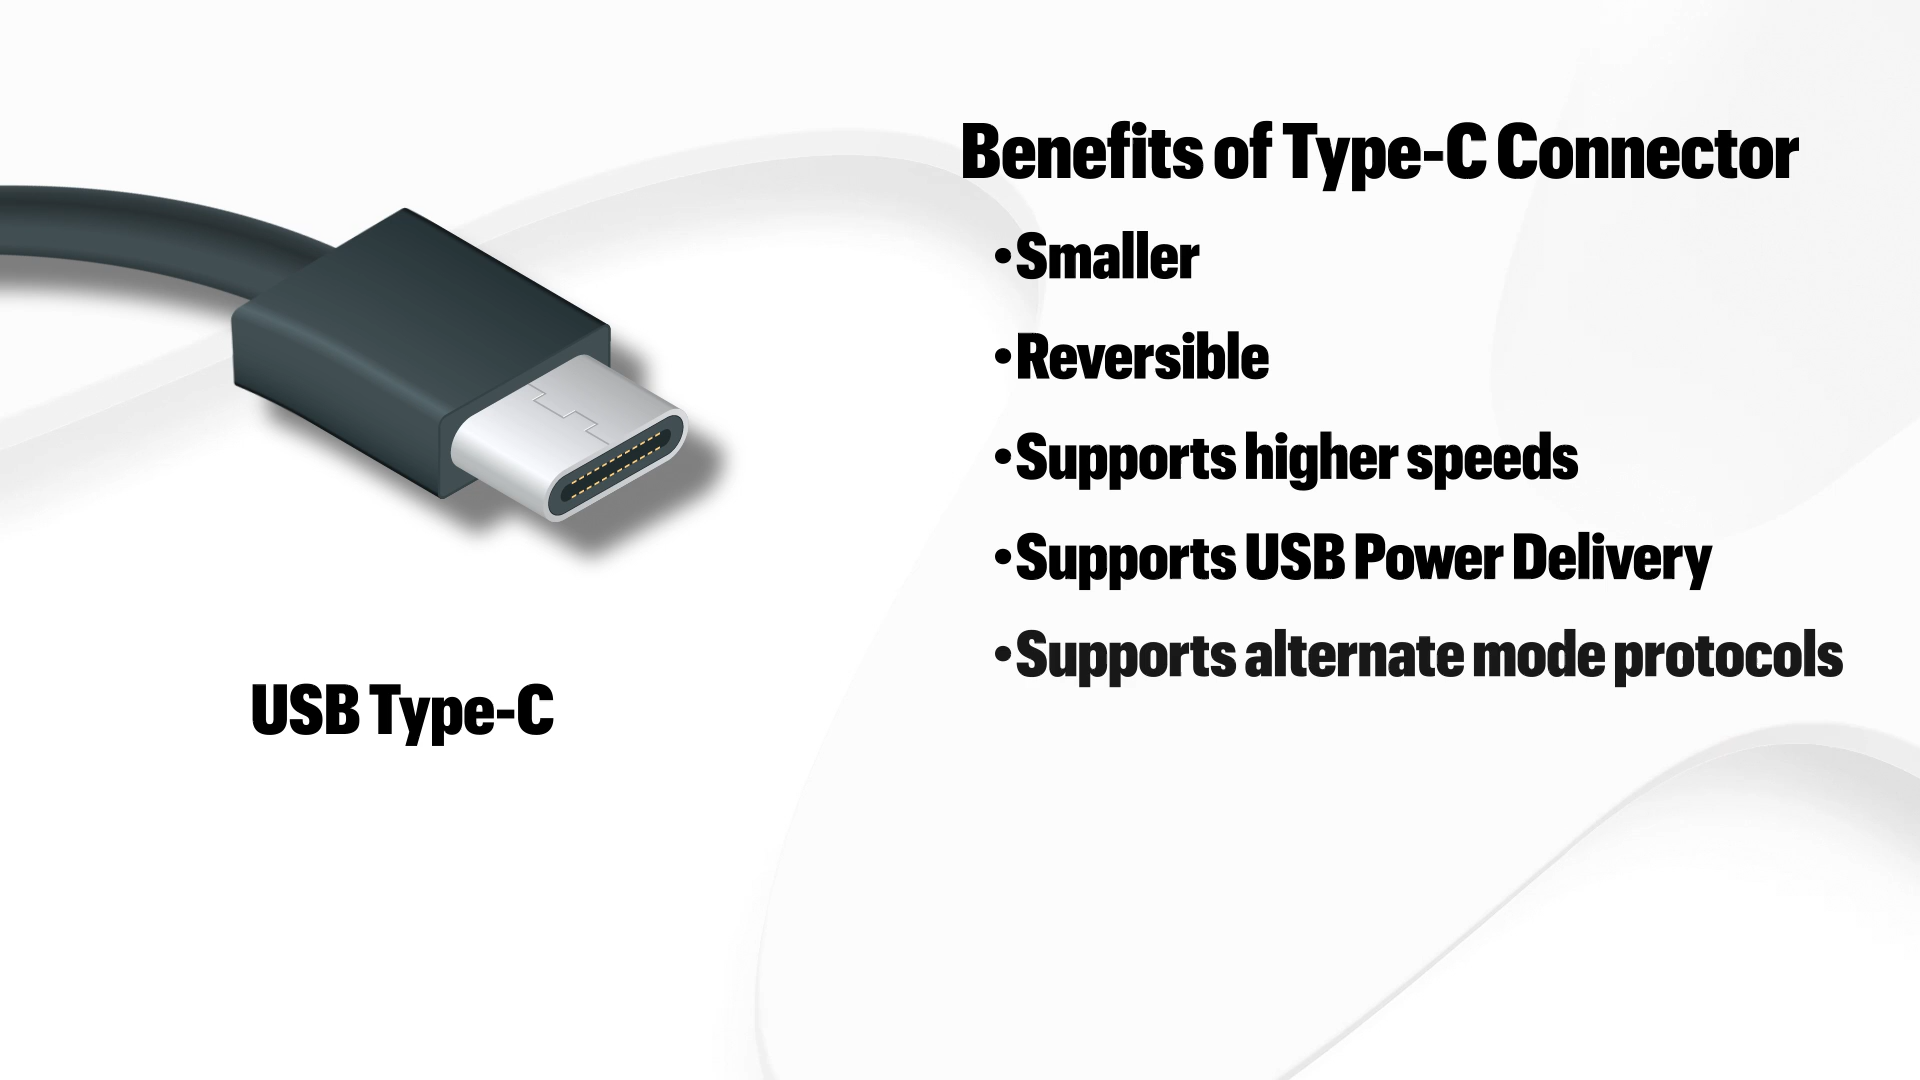 Benefits of Type-C Connector
•Smaller
•Reversible
•Supports higher speeds
•Supports USB Power Delivery
•Supports alternate mode protocols
USB Type-C